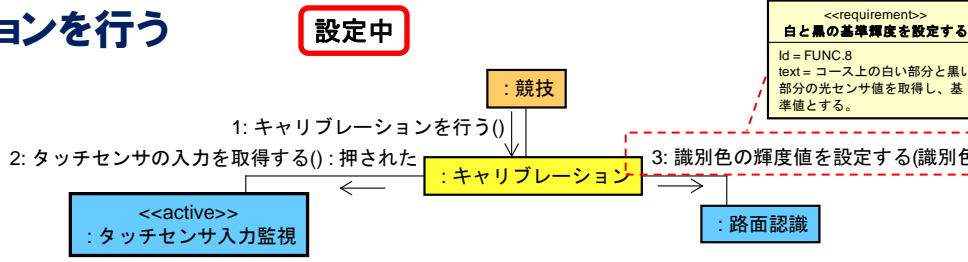 ョンを行う
設定中
<<requirement>>
白と黒の基準輝度を設定する
Id = FUNC.8
text = コース上の白い部分と黒い
部分の光センサ値を取得し、基
準値とする。
: 競技
1: キャリブレーションを行う()
2: タッチセンサの入力を取得する() : 押された
: キャリブレーション
3: 識別色の輝度値を設定する(識別色
<<active>>
: タッチセンサ入力監視
: 路面認識